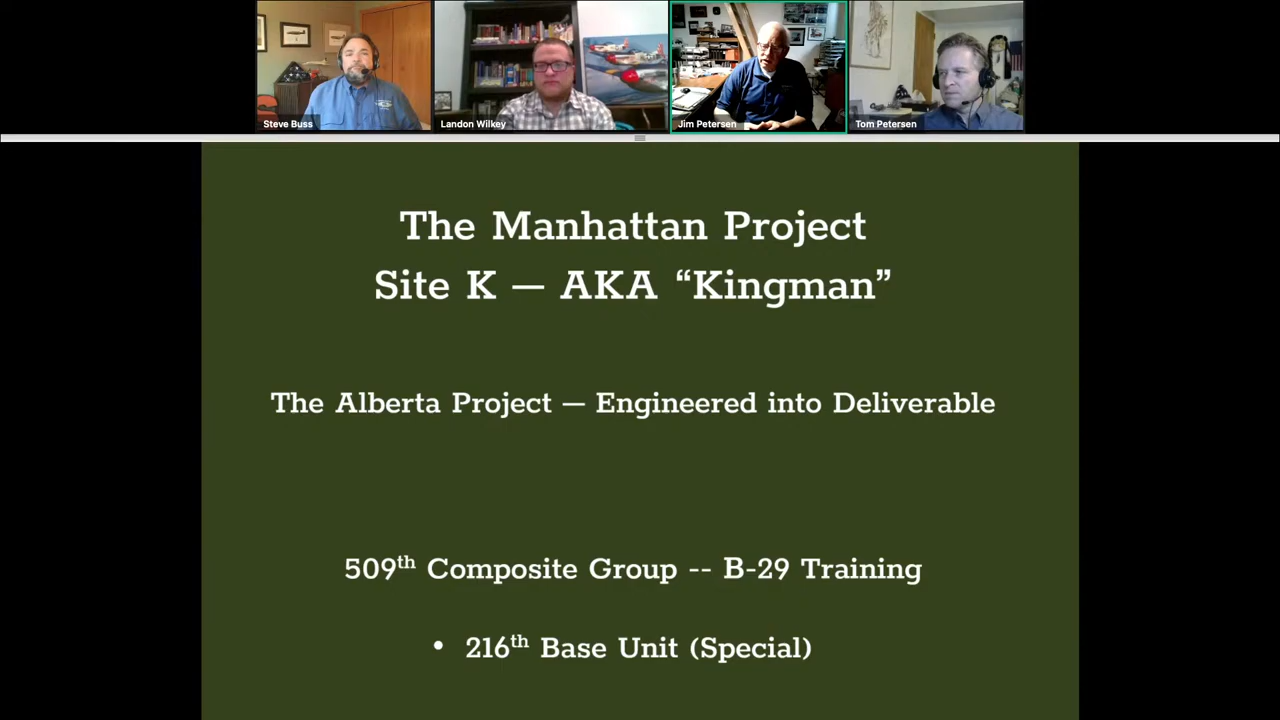 Steve Buss
Landon Wilkey
Jim Petersen
Tom Petersen
The Manhattan Project
Site K — AKA “Kingman”
The Alberta Project — Engineered into Deliverable
509th Composite Group -- B-29 Training
• 216th Base Unit (Special)